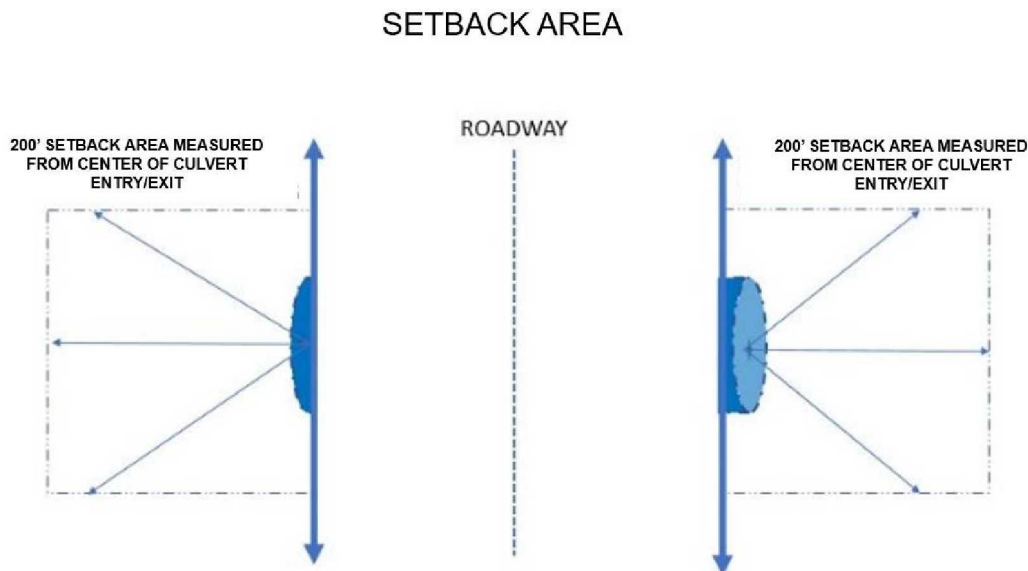 SETBACK AREA
ROADWAY
200' SETBACK AREA MEASURED
FROM CENTER OF CULVERT
ENTRY/EXIT
200' SETBACK AREA MEASURED
FROM CENTER OF CULVERT
ENTRY/EXIT